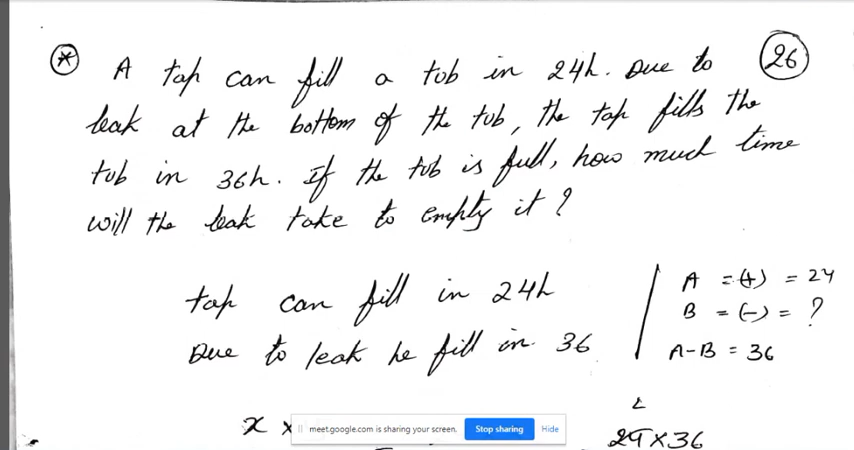 * A tap can fill a tub in 24h. Due to 26
leak at the bottom of the tub, the tap fills the
tub in 36h. If the tub is full, how much time
will the leak take to empty it?
tap can fill in 24h
Due to leak he fill in 36
A = (+) = 24
B = (-) = ?
A-B = 36
x x
meet.google.com is sharing your screen. Stop sharing Hide
24 x 36